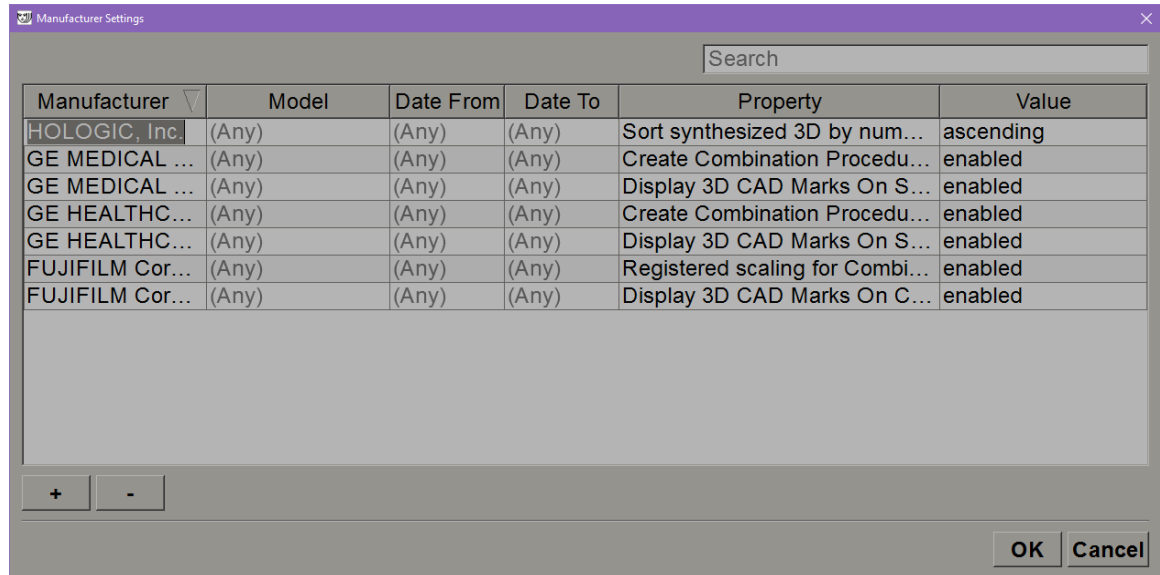 Manufacturer Settings
Search
Manufacturer Model Date From Date To Property Value
HOLOGIC, Inc. (Any) (Any) (Any) Sort synthesized 3D by num... ascending
GE MEDICAL ... (Any) (Any) (Any) Create Combination Procedu... enabled
GE MEDICAL ... (Any) (Any) (Any) Display 3D CAD Marks On S... enabled
GE HEALTHC... (Any) (Any) (Any) Create Combination Procedu... enabled
GE HEALTHC... (Any) (Any) (Any) Display 3D CAD Marks On S... enabled
FUJIFILM Cor... (Any) (Any) (Any) Registered scaling for Combi... enabled
FUJIFILM Cor... (Any) (Any) (Any) Display 3D CAD Marks On C... enabled
+ -
OK Cancel